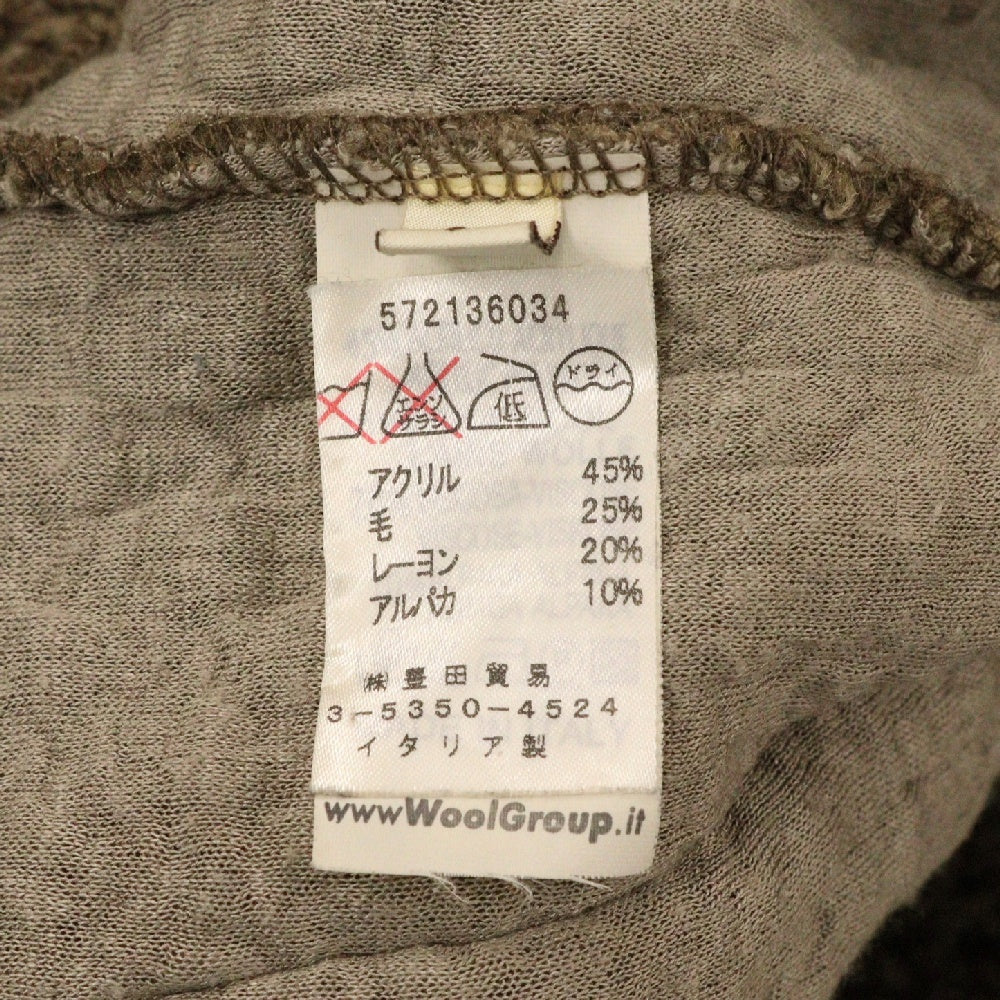 572136034
エンソ
サラシ
低
ドライ
アクリル 45%
毛 25%
レーヨン 20%
アルパカ 10%
㈱豊田貿易
3-5350-4524
イタリア製
www.WoolGroup.it